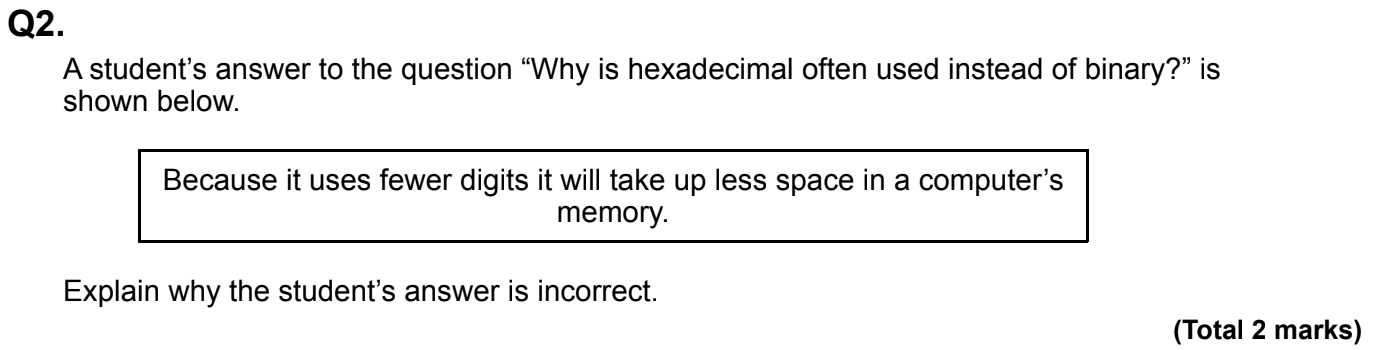 Q2.
A student’s answer to the question “Why is hexadecimal often used instead of binary?” is
shown below.
Because it uses fewer digits it will take up less space in a computer’s
memory.
Explain why the student’s answer is incorrect.
(Total 2 marks)